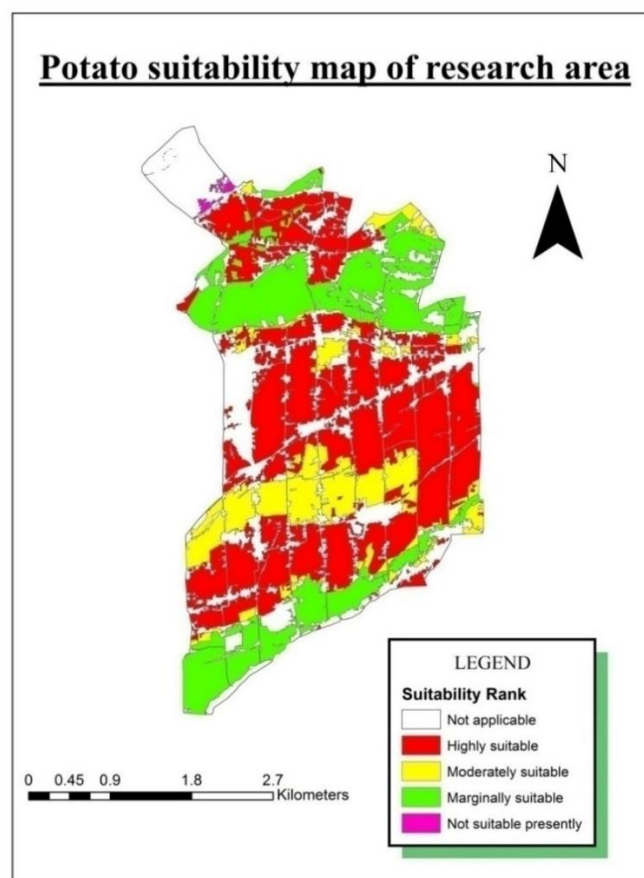 Potato suitability map of research area
N
LEGEND
Suitability Rank
Not applicable
Highly suitable
Moderately suitable
Marginally suitable
Not suitable presently
0 0.45 0.9 1.8 2.7
Kilometers